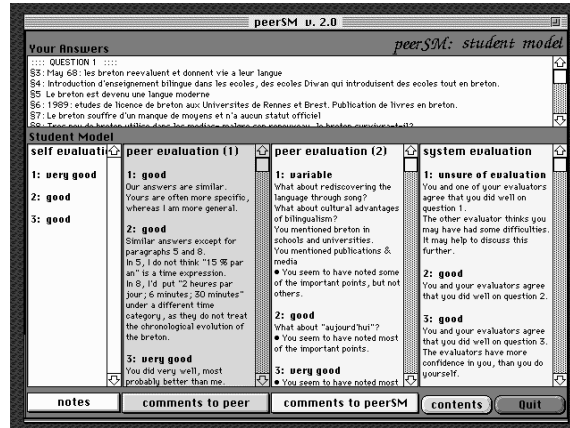 peerSM v. 2.0
Your Answers
peerSM: student model
:::: QUESTION 1 ::::
§3: May 68: les breton reevaluent et donnent vie a leur langue
§4: Introduction d'enseignement bilingue dans les ecoles, des ecoles Diwan qui introduisent des ecoles tout en breton.
§5 Le breton est devenu une langue moderne
§6: 1989: etudes de licence de breton aux Universites de Rennes et Brest. Publication de livres en breton.
§7: Le breton souffre d'un manque de moyens et n'a aucun statut officiel
§8: Tres peu de breton utilise dans les medias- malgre son renouveau, le breton survivra-t-il?
Student Model
self evaluati
1: very good
2: good
3: good
peer evaluation (1)
1: good
Our answers are similar.
Yours are often more specific,
whereas I am more general.
2: good
Similar answers except for
paragraphs 5 and 8.
In 5, I do not think "15 % par
an" is a time expression.
In 8, I'd put "2 heures par
jour; 6 minutes; 30 minutes"
under a different time
category, as they do not treat
the chronological evolution of
the breton.
3: very good
You did very well, most
probably better than me.
peer evaluation (2)
1: variable
What about rediscovering the
language through song?
What about cultural advantages
of bilingualism?
You mentioned breton in
schools and universities.
You mentioned publications &
media
• You seem to have noted some
of the important points, but not
others.
2: good
What about "aujourd'hui"?
• You seem to have noted most
of the important points.
3: very good
• You seem to have noted most
system evaluation
1: unsure of evaluation
You and one of your evaluators
agree that you did well on
question 1.
The other evaluator thinks you
may have had some difficulties.
It may help to discuss this
further.
2: good
You and your evaluators agree
that you did well on question 2.
3: good
You and your evaluators agree
that you did well on question 3.
The evaluators have more
confidence in you, than you do
yourself.
notes
comments to peer
comments to peerSM
contents
Quit